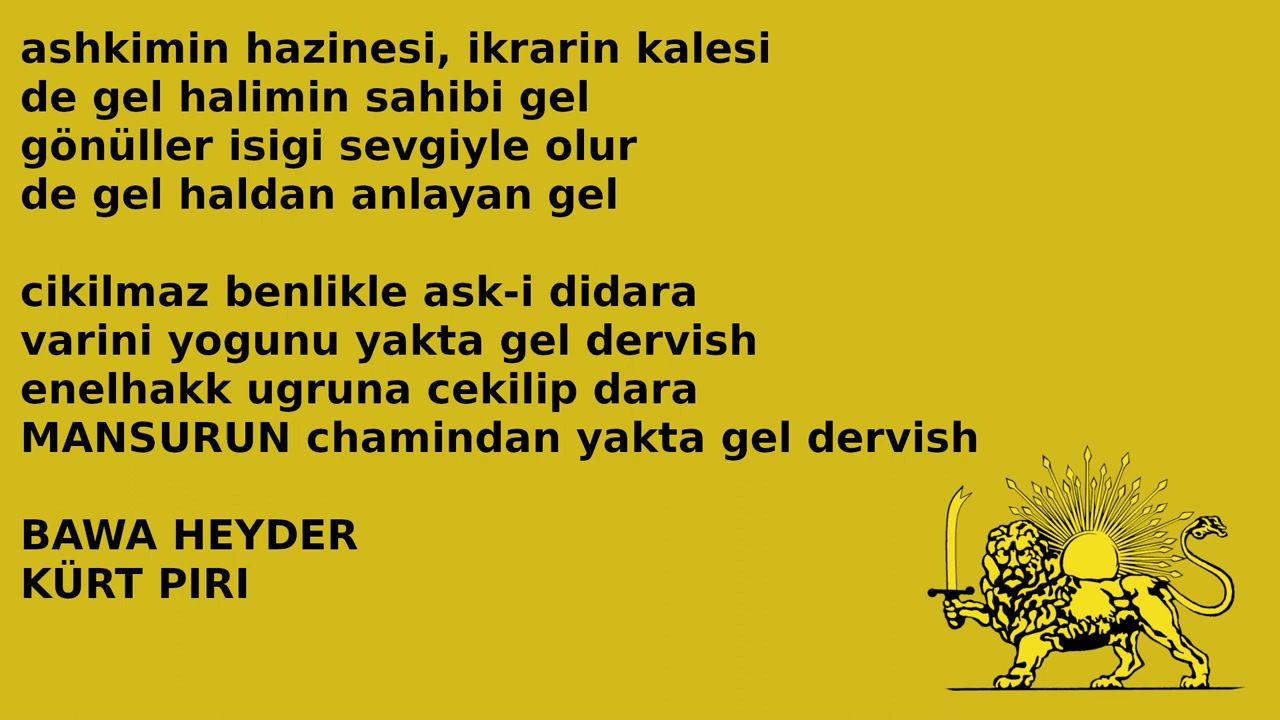 ashkimin hazinesi, ikrarin kalesi
de gel halimin sahibi gel
gönüller isigi sevgiyle olur
de gel haldan anlayan gel
cikilmaz benlikle ask-i didara
varini yogunu yakta gel dervish
enelhakk ugruna cekilip dara
MANSURUN chamindan yakta gel dervish
BAWA HEYDER
KÜRT PIRI